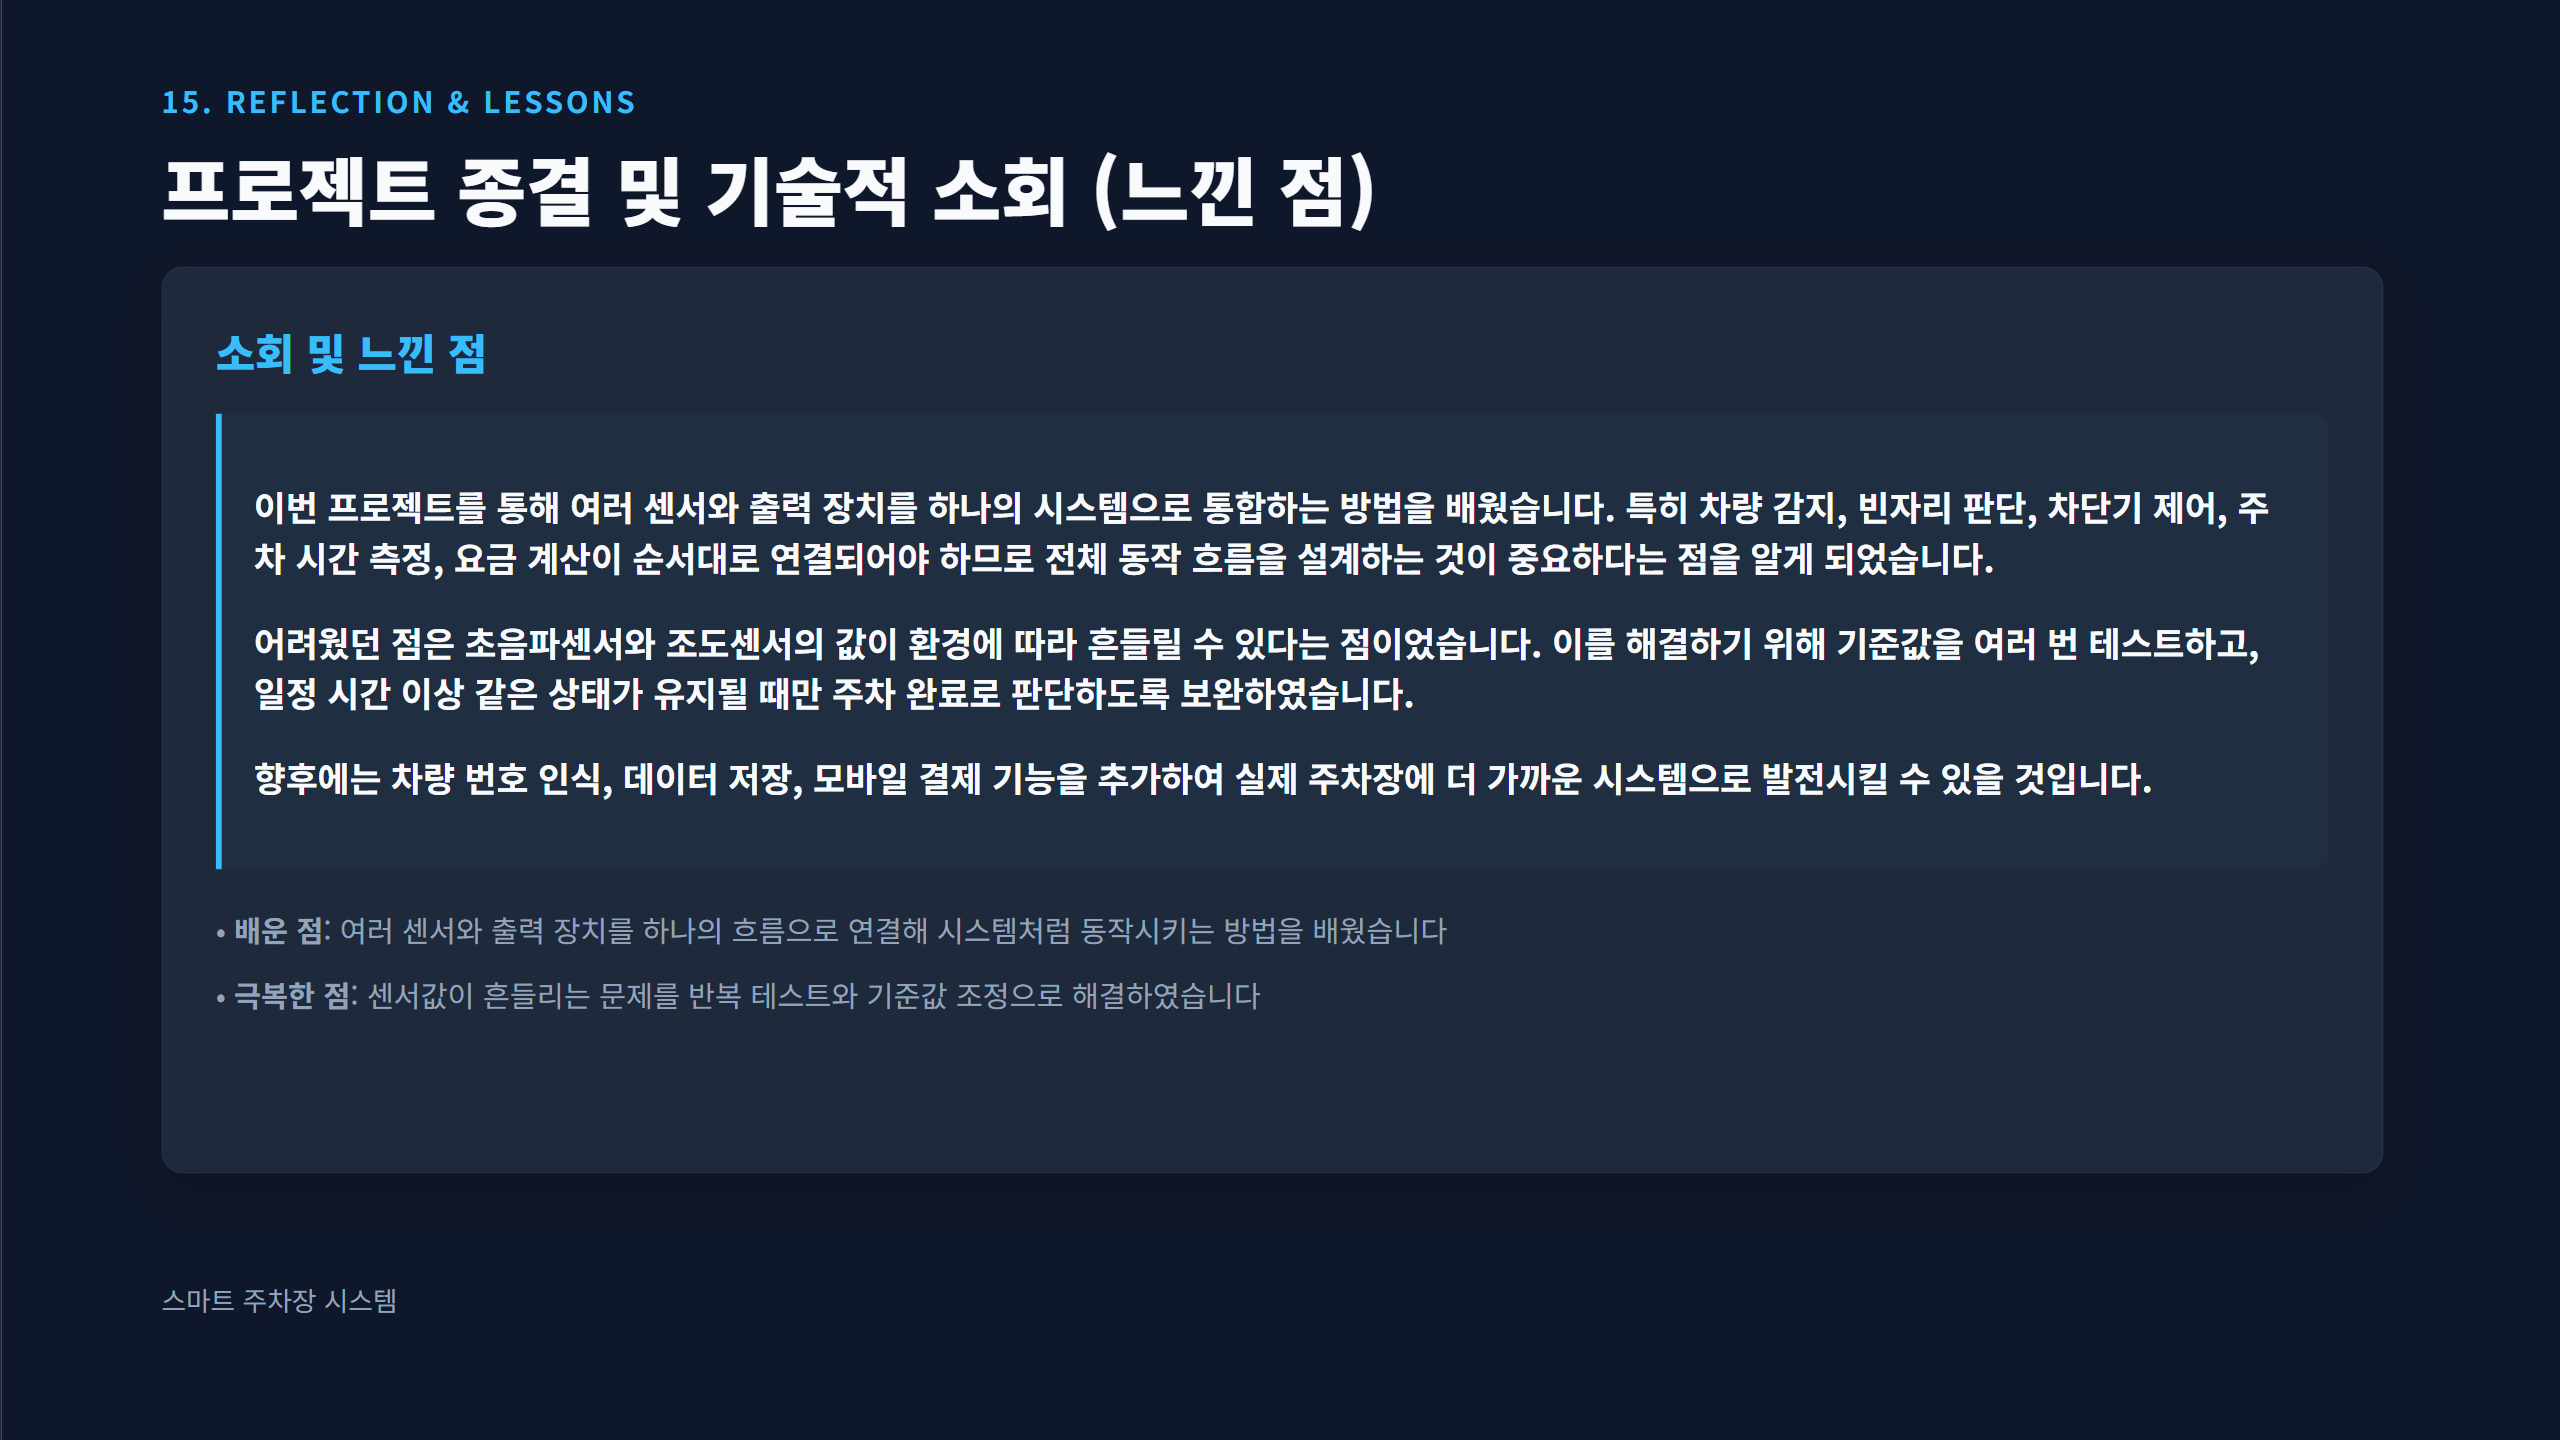 15. REFLECTION & LESSONS
프로젝트 종결 및 기술적 소회 (느낀 점)
소회 및 느낀 점
이번 프로젝트를 통해 여러 센서와 출력 장치를 하나의 시스템으로 통합하는 방법을 배웠습니다. 특히 차량 감지, 빈자리 판단, 차단기 제어, 주
차 시간 측정, 요금 계산이 순서대로 연결되어야 하므로 전체 동작 흐름을 설계하는 것이 중요하다는 점을 알게 되었습니다.
어려웠던 점은 초음파센서와 조도센서의 값이 환경에 따라 흔들릴 수 있다는 점이었습니다. 이를 해결하기 위해 기준값을 여러 번 테스트하고,
일정 시간 이상 같은 상태가 유지될 때만 주차 완료로 판단하도록 보완하였습니다.
향후에는 차량 번호 인식, 데이터 저장, 모바일 결제 기능을 추가하여 실제 주차장에 더 가까운 시스템으로 발전시킬 수 있을 것입니다.
• 배운 점: 여러 센서와 출력 장치를 하나의 흐름으로 연결해 시스템처럼 동작시키는 방법을 배웠습니다
• 극복한 점: 센서값이 흔들리는 문제를 반복 테스트와 기준값 조정으로 해결하였습니다
스마트 주차장 시스템